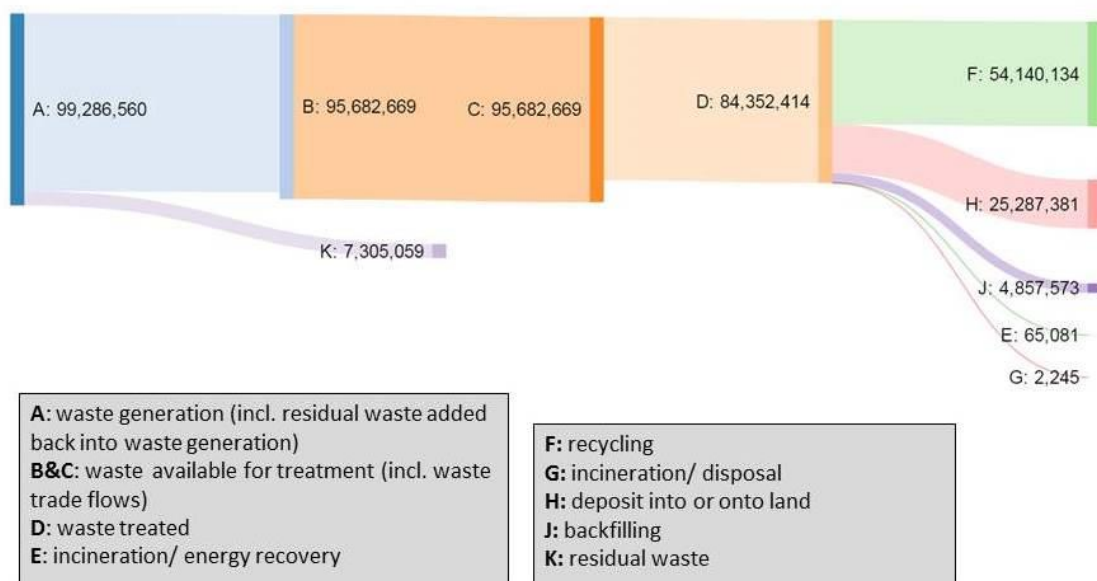 A: 99,286,560
B: 95,682,669
C: 95,682,669
D: 84,352,414
F: 54,140,134
H: 25,287,381
K: 7,305,059
J: 4,857,573
E: 65,081
G: 2,245
A: waste generation (incl. residual waste added
back into waste generation)
B&C: waste available for treatment (incl. waste
trade flows)
D: waste treated
E: incineration/ energy recovery
F: recycling
G: incineration/ disposal
H: deposit into or onto land
J: backfilling
K: residual waste